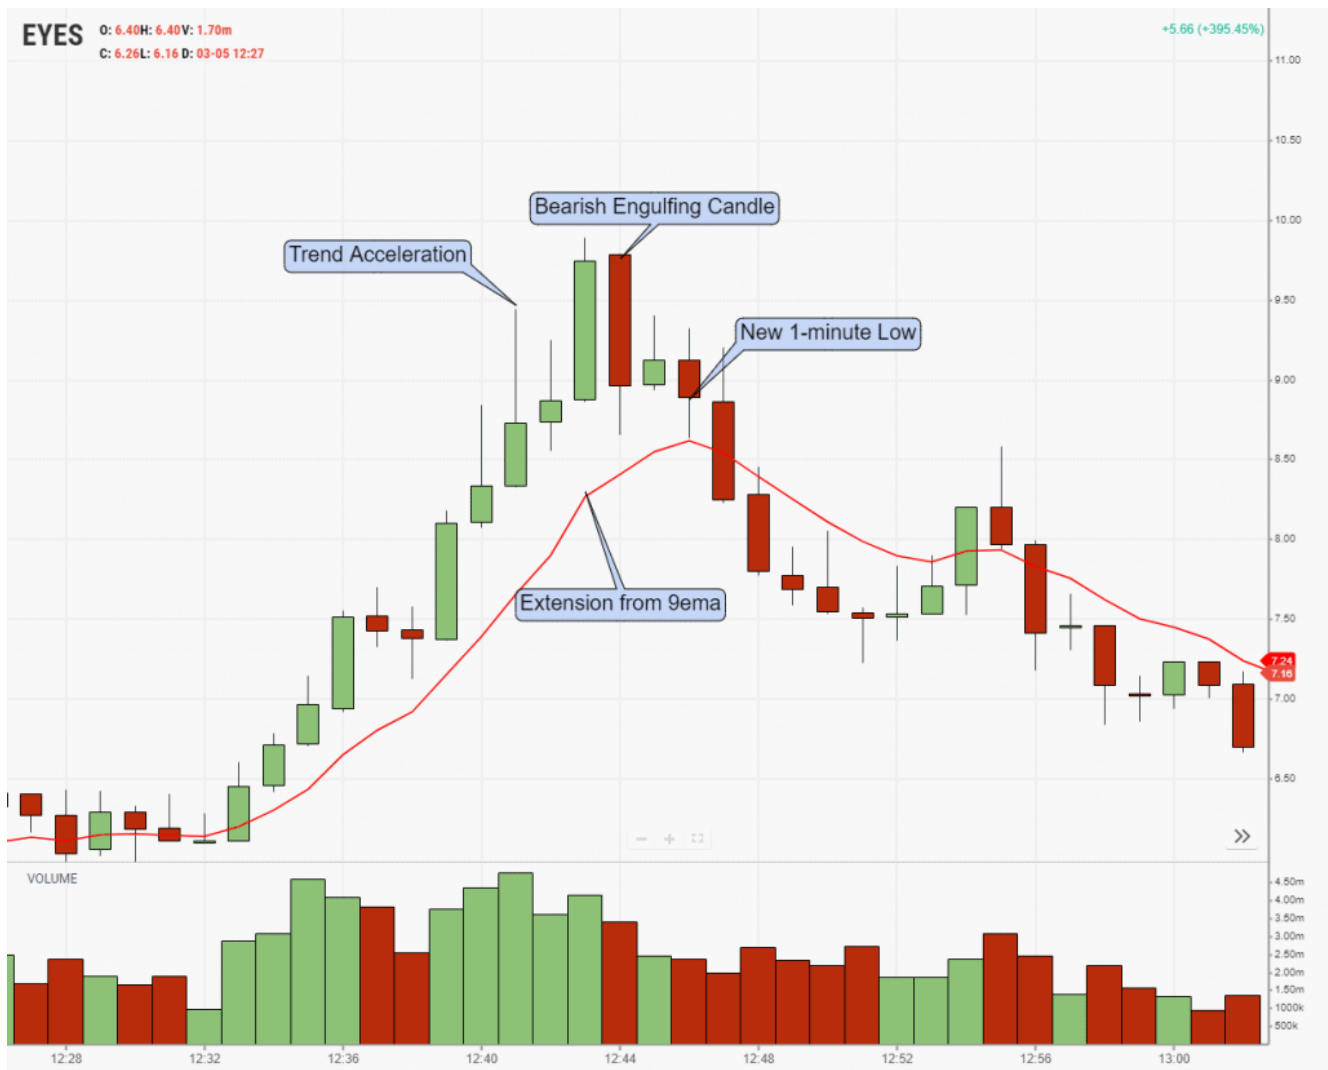 EYES
O: 6.40H: 6.40V: 1.70m
C: 6.26L: 6.16 D: 03-05 12:27
+5.66 (+395.45%)
11.00
10.50
Bearish Engulfing Candle
10.00
Trend Acceleration
9.50
New 1-minute Low
9.00
8.50
8.00
Extension from 9ema
7.50
7.24
7.16
7.00
6.50
VOLUME
4.50m
4.00m
3.50m
3.00m
2.50m
2.00m
1.50m
1000k
500k
12:28 12:32 12:36 12:40 12:44 12:48 12:52 12:56 13:00